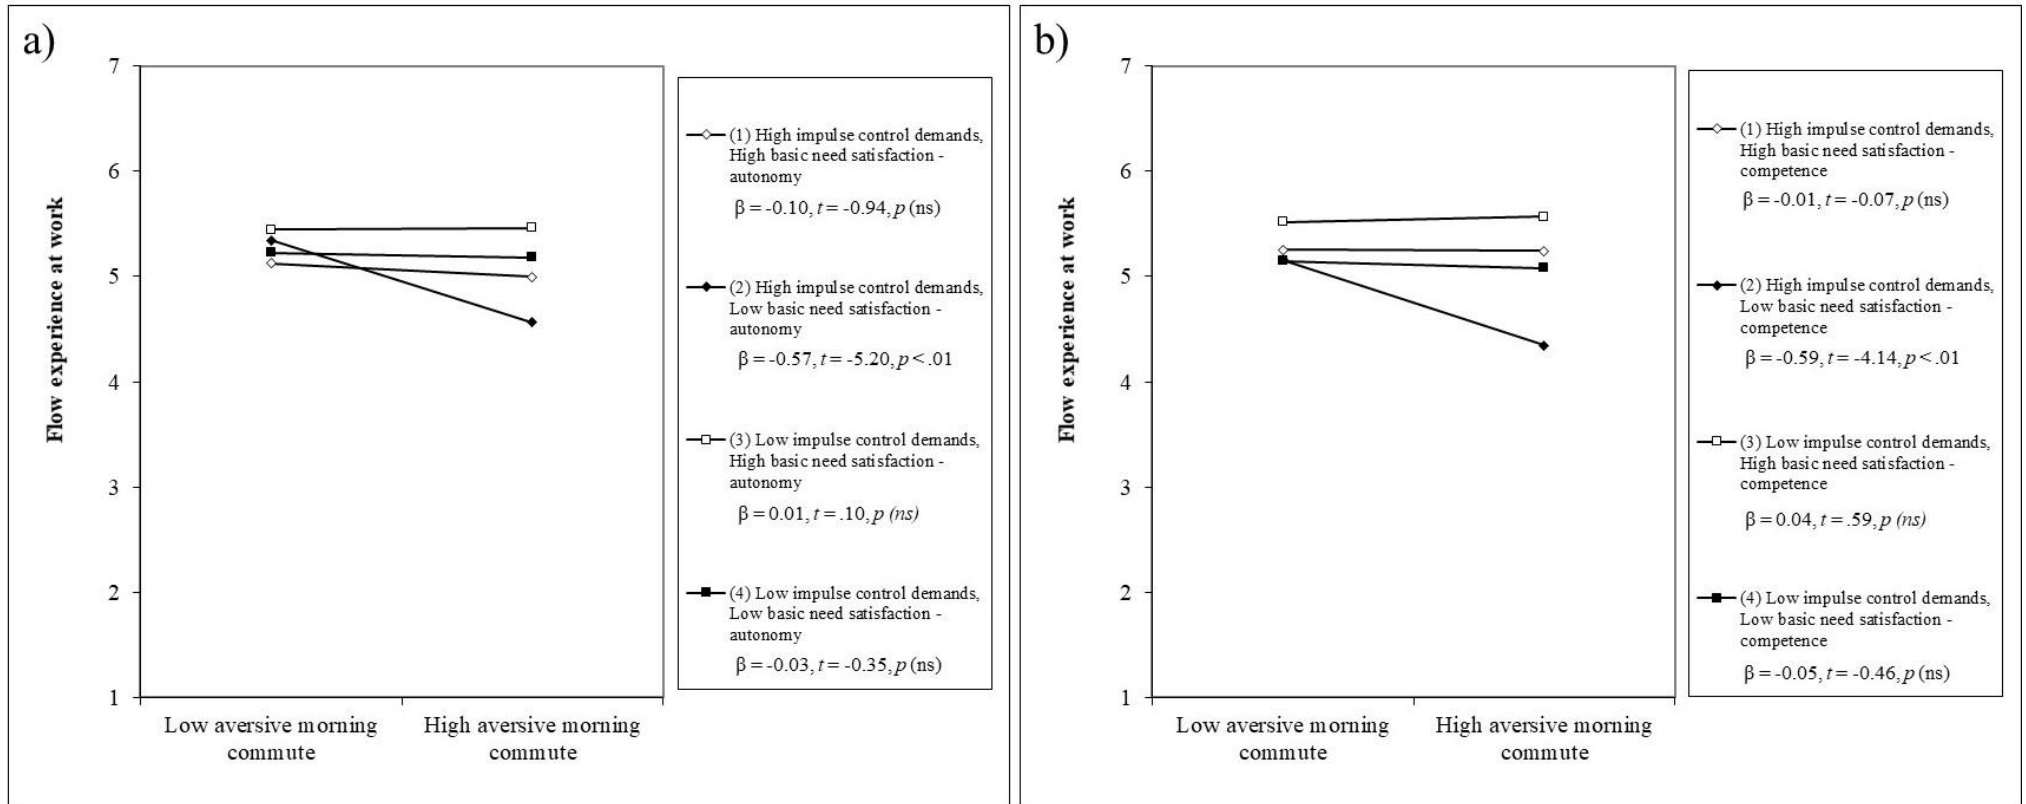 a)
Flow experience at work
7
6
5
4
3
2
1
Low aversive morning
commute
High aversive morning
commute
(1) High impulse control demands,
High basic need satisfaction -
autonomy
β = -0.10, t = -0.94, p (ns)
(2) High impulse control demands,
Low basic need satisfaction -
autonomy
β = -0.57, t = -5.20, p < .01
(3) Low impulse control demands,
High basic need satisfaction -
autonomy
β = 0.01, t = .10, p (ns)
(4) Low impulse control demands,
Low basic need satisfaction -
autonomy
β = -0.03, t = -0.35, p (ns)
b)
Flow experience at work
7
6
5
4
3
2
1
Low aversive morning
commute
High aversive morning
commute
(1) High impulse control demands,
High basic need satisfaction -
competence
β = -0.01, t = -0.07, p (ns)
(2) High impulse control demands,
Low basic need satisfaction -
competence
β = -0.59, t = -4.14, p < .01
(3) Low impulse control demands,
High basic need satisfaction -
competence
β = 0.04, t = .59, p (ns)
(4) Low impulse control demands,
Low basic need satisfaction -
competence
β = -0.05, t = -0.46, p (ns)